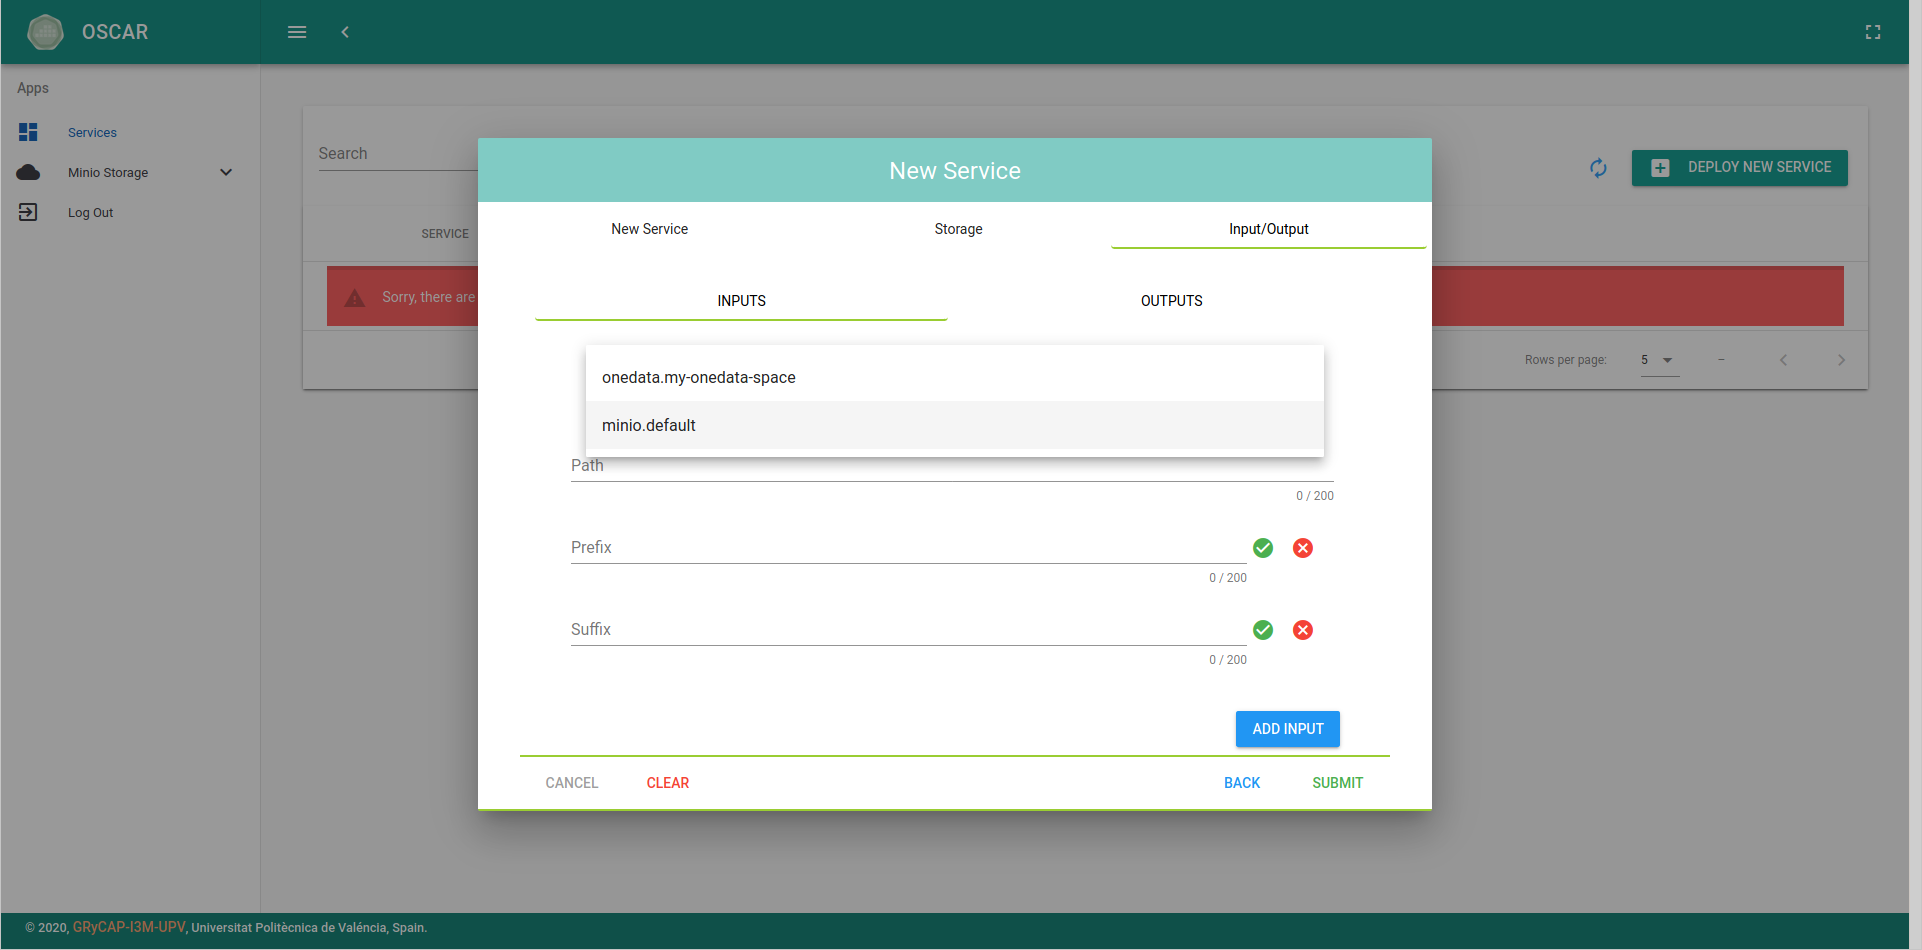 OSCAR
Apps
Services
Minio Storage
Log Out
Search
DEPLOY NEW SERVICE
SERVICE
Sorry, there are
Rows per page:
5
–
New Service
New Service
Storage
Input/Output
INPUTS
OUTPUTS
onedata.my-onedata-space
minio.default
Path
0 / 200
Prefix
0 / 200
Suffix
0 / 200
ADD INPUT
CANCEL
CLEAR
BACK
SUBMIT
© 2020, GRyCAP-I3M-UPV, Universitat Politècnica de Valéncia, Spain.